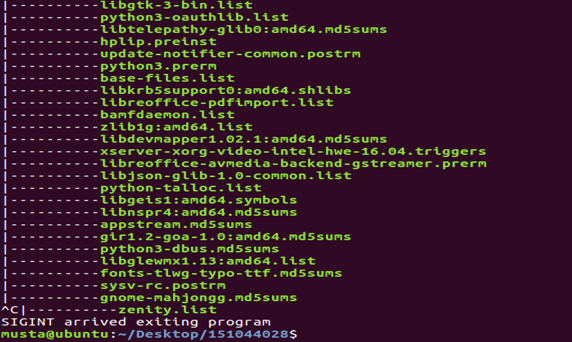 |----------libgtk-3-bin.list
|----------python3-oauthlib.list
|----------libtelepathy-glib0:amd64.md5sums
|----------hplip.preinst
|----------update-notifier-common.postrm
|----------python3.prerm
|----------base-files.list
|----------libkrb5support0:amd64.shlibs
|----------libreoffice-pdfimport.list
|----------bamfdaemon.list
|----------zlib1g:amd64.list
|----------libdevmapper1.02.1:amd64.md5sums
|----------xserver-xorg-video-intel-hwe-16.04.triggers
|----------libreoffice-avmedia-backend-gstreamer.prerm
|----------libjson-glib-1.0-common.list
|----------python-talloc.list
|----------libgeis1:amd64.symbols
|----------libnspr4:amd64.md5sums
|----------appstream.md5sums
|----------gir1.2-goa-1.0:amd64.md5sums
|----------python3-dbus.md5sums
|----------libglewmx1.13:amd64.list
|----------fonts-tlwg-typo-ttf.md5sums
|----------sysv-rc.postrm
|----------gnome-mahjongg.md5sums
^C|----------zenity.list
SIGINT arrived exiting program
musta@ubuntu:~/Desktop/151044028$